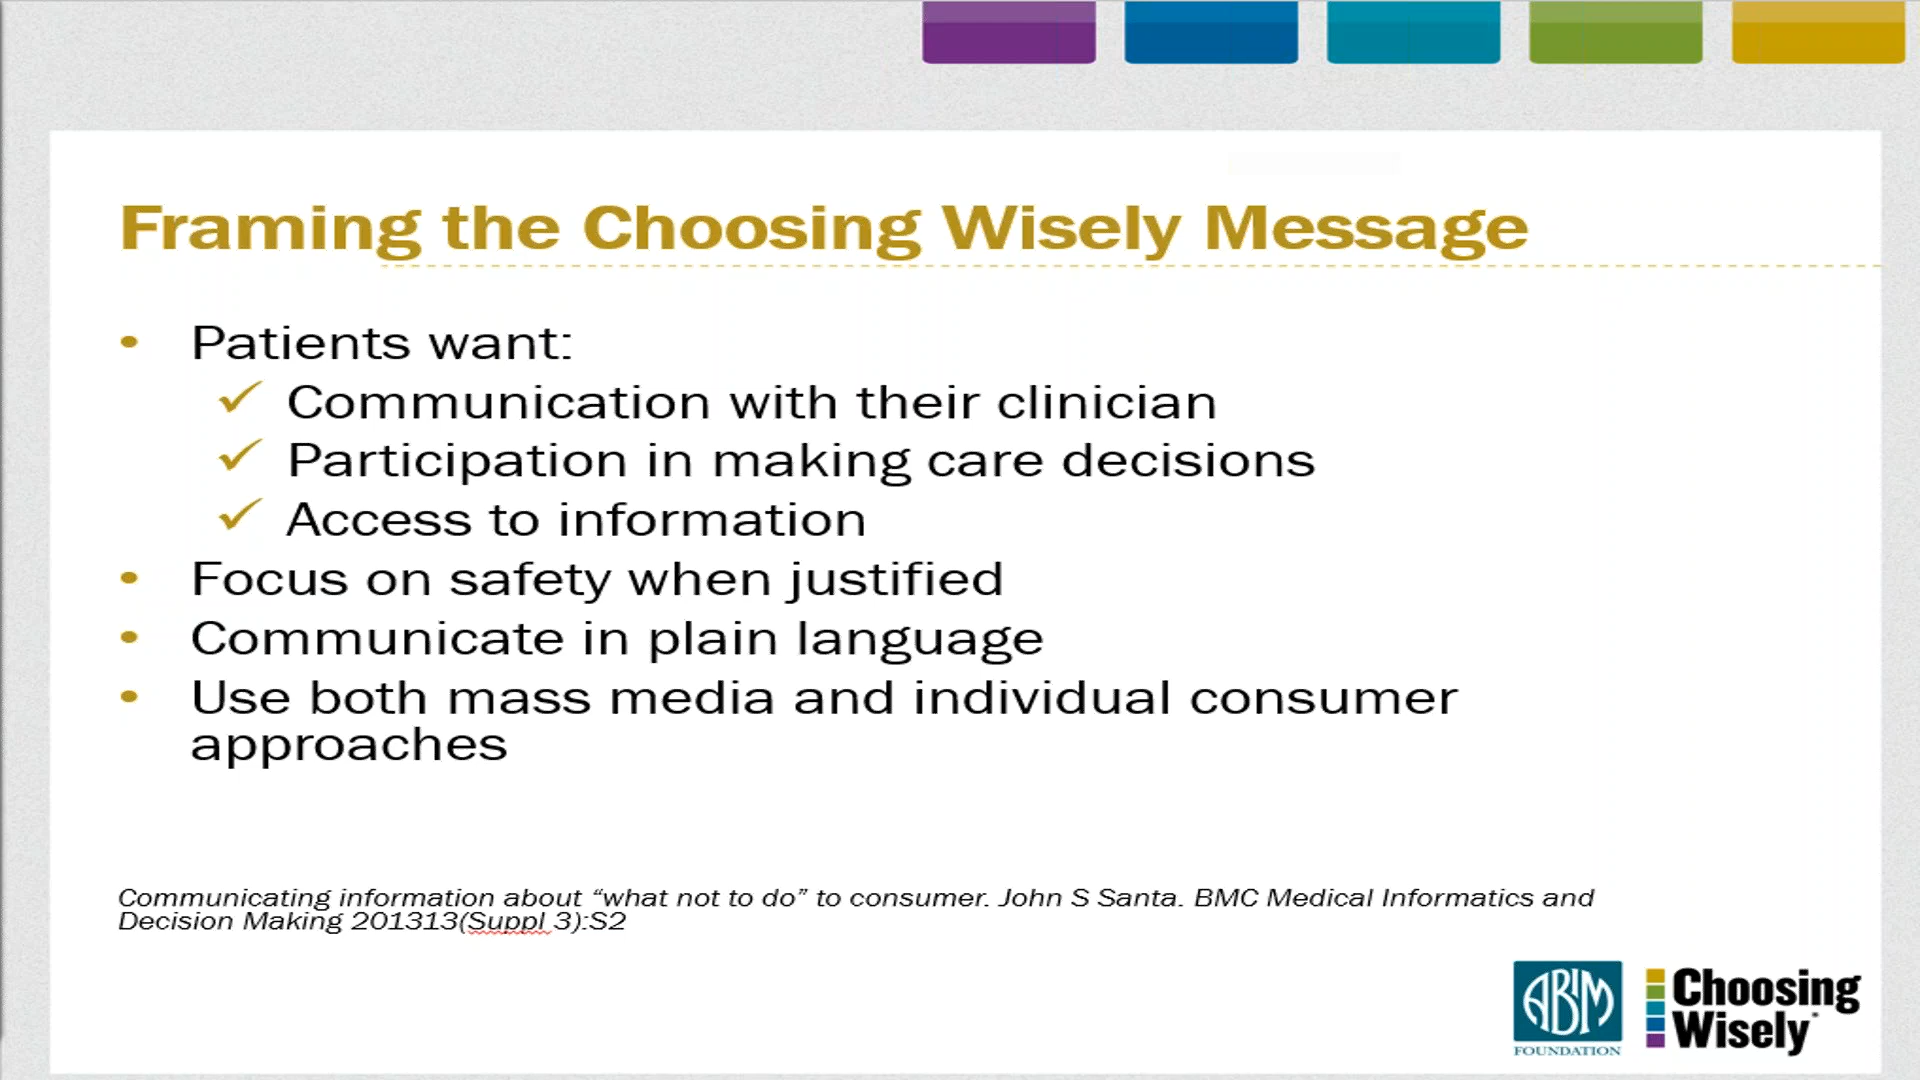 Framing the Choosing Wisely Message
• Patients want:
✓ Communication with their clinician
✓ Participation in making care decisions
✓ Access to information
• Focus on safety when justified
• Communicate in plain language
• Use both mass media and individual consumer
approaches
Communicating information about “what not to do” to consumer. John S Santa. BMC Medical Informatics and
Decision Making 201313(Suppl 3):S2
ABIM
FOUNDATION
Choosing
Wisely